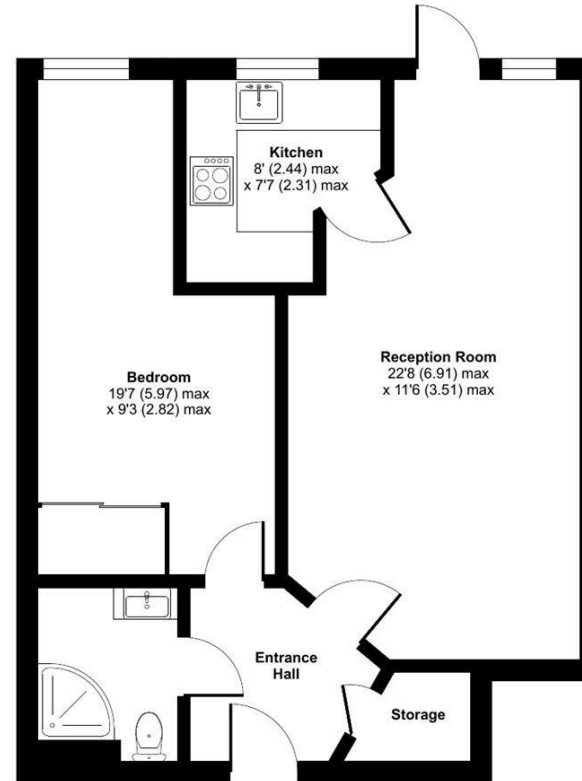 Kitchen
8' (2.44) max
x 7'7 (2.31) max
Reception Room
22'8 (6.91) max
x 11'6 (3.51) max
Bedroom
19'7 (5.97) max
x 9'3 (2.82) max
Entrance
Hall
Storage